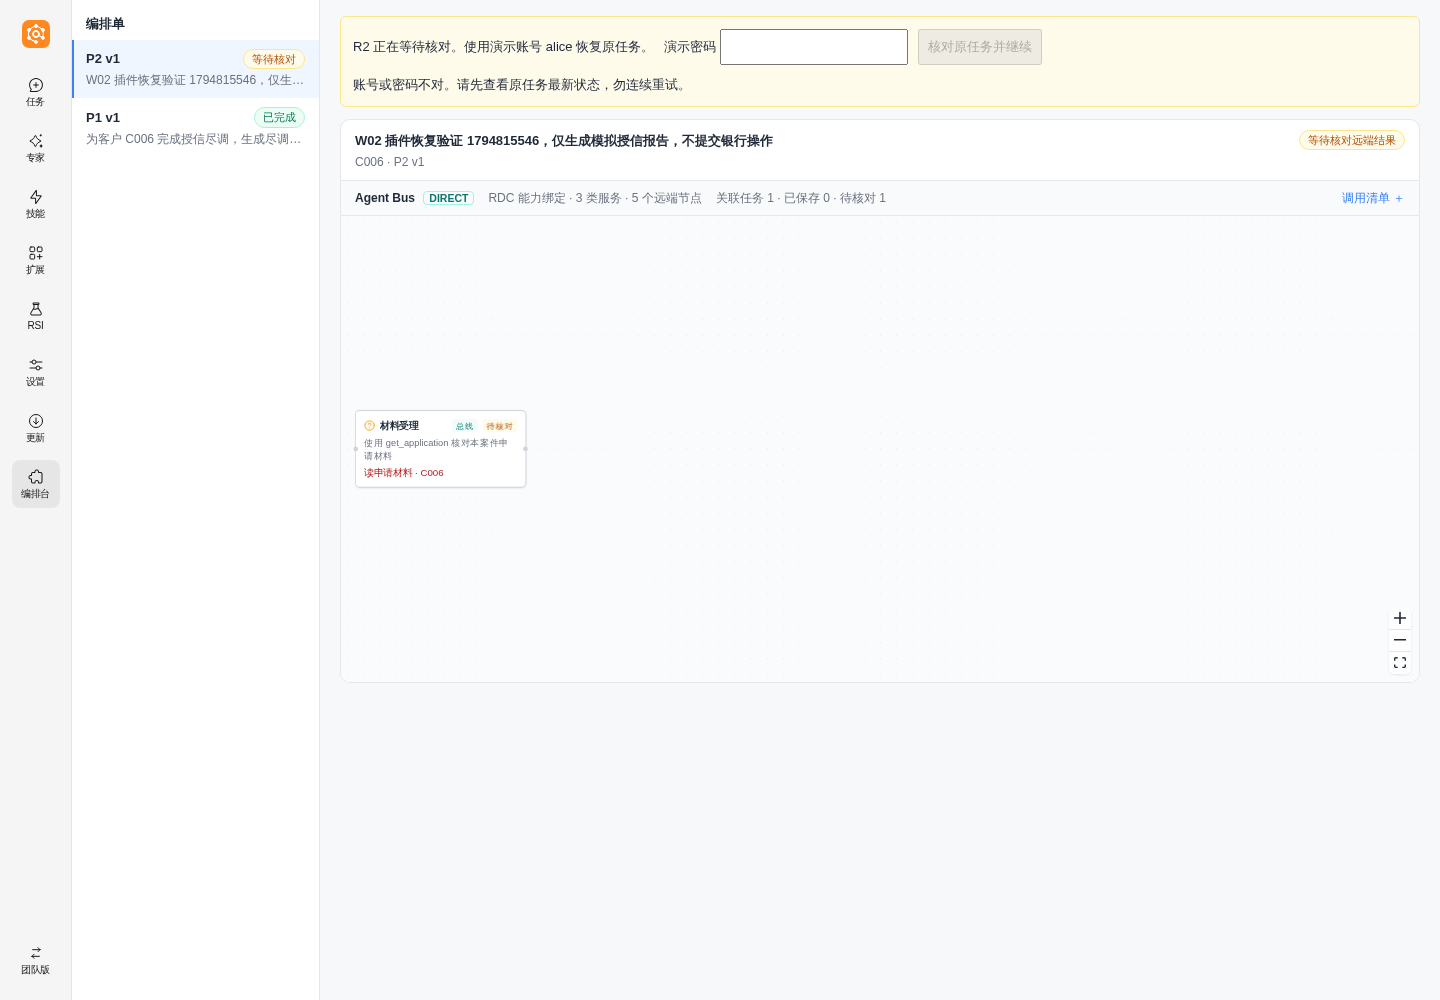 任务
专家
技能
扩展
RSI
设置
更新
编排台
团队版
编排单
P2 v1
等待核对
W02 插件恢复验证 1794815546，仅生…
P1 v1
已完成
为客户 C006 完成授信尽调，生成尽调…
R2 正在等待核对。使用演示账号 alice 恢复原任务。 演示密码
核对原任务并继续
账号或密码不对。请先查看原任务最新状态，勿连续重试。
W02 插件恢复验证 1794815546，仅生成模拟授信报告，不提交银行操作
等待核对远端结果
C006 · P2 v1
Agent Bus DIRECT RDC 能力绑定 · 3 类服务 · 5 个远端节点 关联任务 1 · 已保存 0 · 待核对 1
调用清单 +
材料受理 总线 待核对
使用 get_application 核对本案件申
请材料
读申请材料 · C006